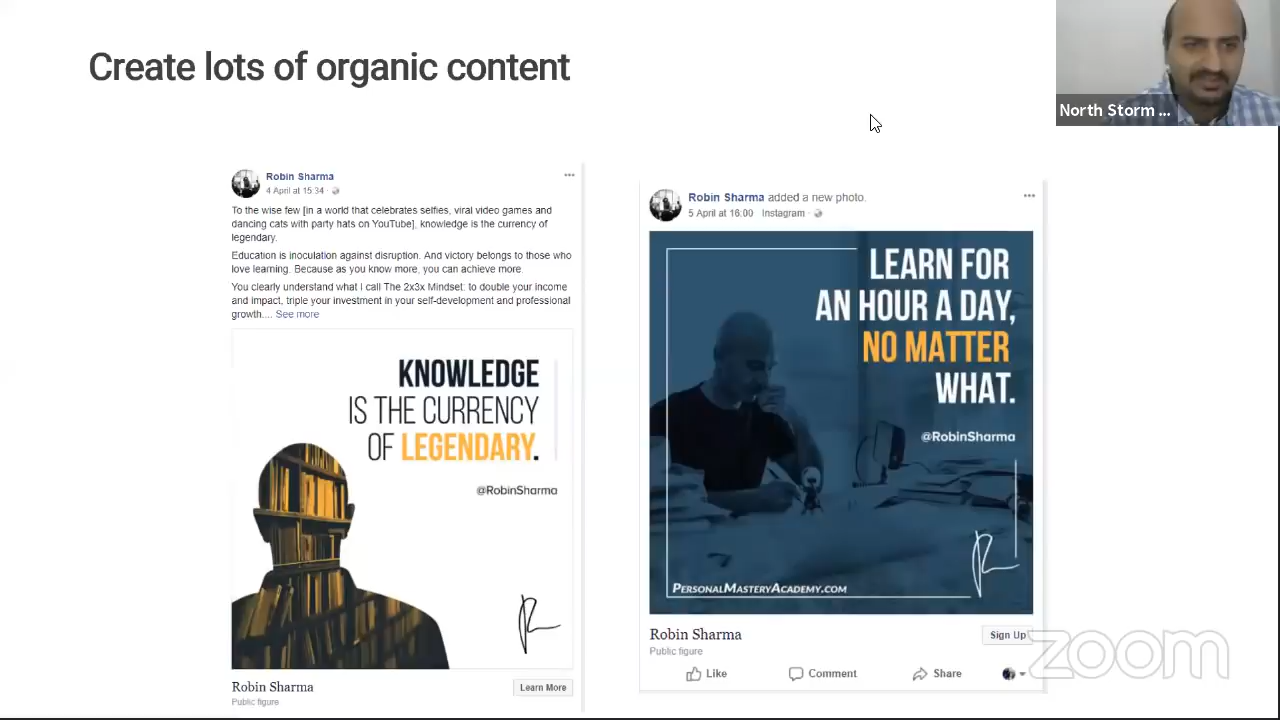 Create lots of organic content
North Storm ...
Robin Sharma
4 April at 15:34 ·
To the wise few [in a world that celebrates selfies, viral video games and
dancing cats with party hats on YouTube], knowledge is the currency of
legendary.
Education is inoculation against disruption. And victory belongs to those who
love learning. Because as you know more, you can achieve more.
You clearly understand what I call The 2x3x Mindset: to double your income
and impact, triple your investment in your self-development and professional
growth.... See more
KNOWLEDGE
IS THE CURRENCY
OF LEGENDARY.
@RobinSharma
Robin Sharma
Public figure
Learn More
Robin Sharma added a new photo.
5 April at 16:00 · Instagram ·
LEARN FOR
AN HOUR A DAY,
NO MATTER
WHAT.
@RobinSharma
PERSONALMASTERYACADEMY.COM
Robin Sharma
Public figure
Sign Up
Like Comment Share
zoom